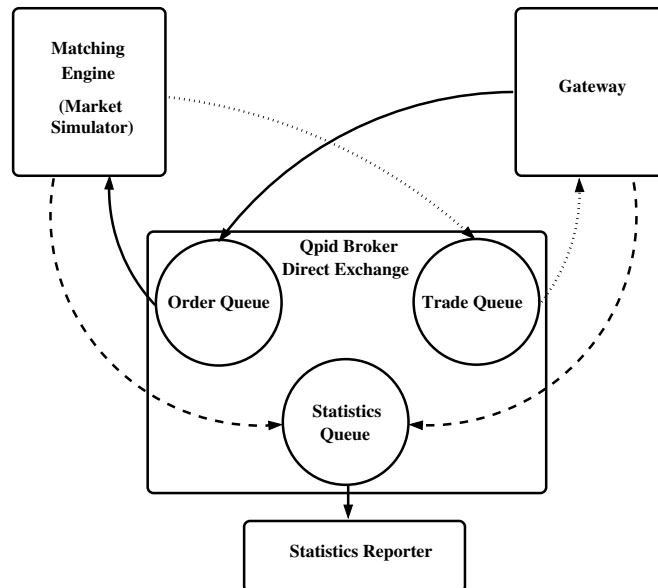 Matching
Engine
(Market
Simulator)
Gateway
Qpid Broker
Direct Exchange
Order Queue
Trade Queue
Statistics
Queue
Statistics Reporter